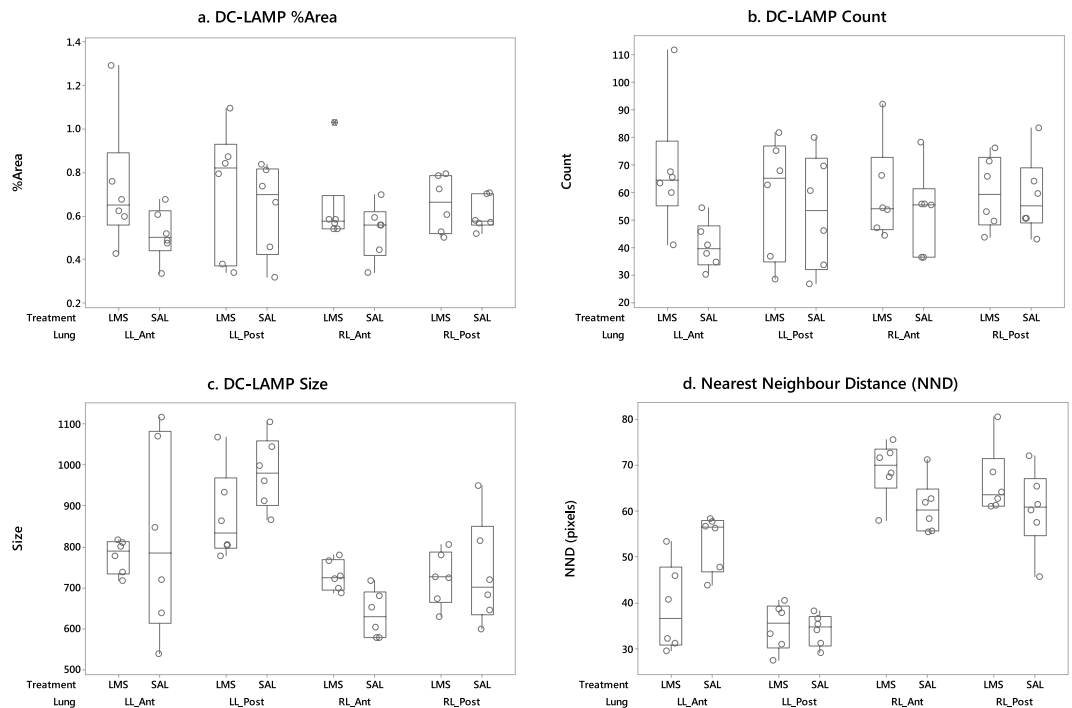 a. DC-LAMP %Area
%Area
1.4
1.2
1.0
0.8
0.6
0.4
0.2
Treatment LMS SAL LMS SAL LMS SAL LMS SAL
Lung LL_Ant LL_Post RL_Ant RL_Post
b. DC-LAMP Count
Count
110
100
90
80
70
60
50
40
30
20
Treatment LMS SAL LMS SAL LMS SAL LMS SAL
Lung LL_Ant LL_Post RL_Ant RL_Post
c. DC-LAMP Size
Size
1100
1000
900
800
700
600
500
Treatment LMS SAL LMS SAL LMS SAL LMS SAL
Lung LL_Ant LL_Post RL_Ant RL_Post
d. Nearest Neighbour Distance (NND)
NND (pixels)
80
70
60
50
40
30
Treatment LMS SAL LMS SAL LMS SAL LMS SAL
Lung LL_Ant LL_Post RL_Ant RL_Post